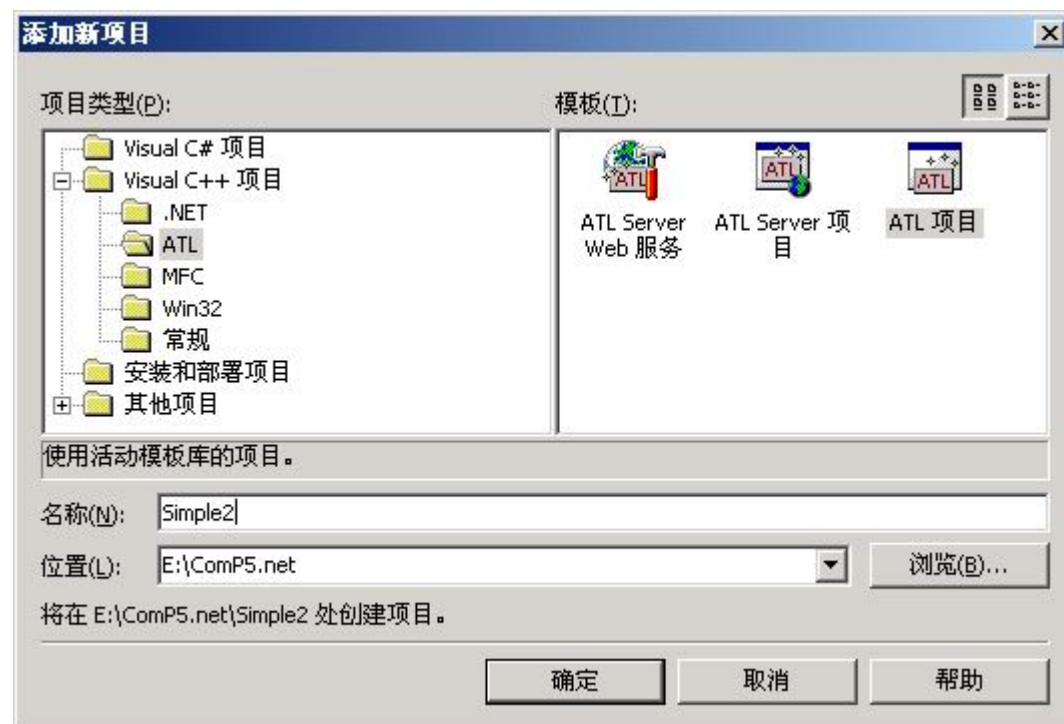 添加新项目
项目类型(P):
模板(T):
Visual C# 项目
Visual C++ 项目
.NET
ATL
MFC
Win32
常规
安装和部署项目
其他项目
ATL
ATL Server
Web 服务
ATL
ATL Server 项
目
ATL
ATL 项目
使用活动模板库的项目。
名称(N):
Simple2
位置(L):
E:\ComP5.net
浏览(B)...
将在 E:\ComP5.net\Simple2 处创建项目。
确定
取消
帮助